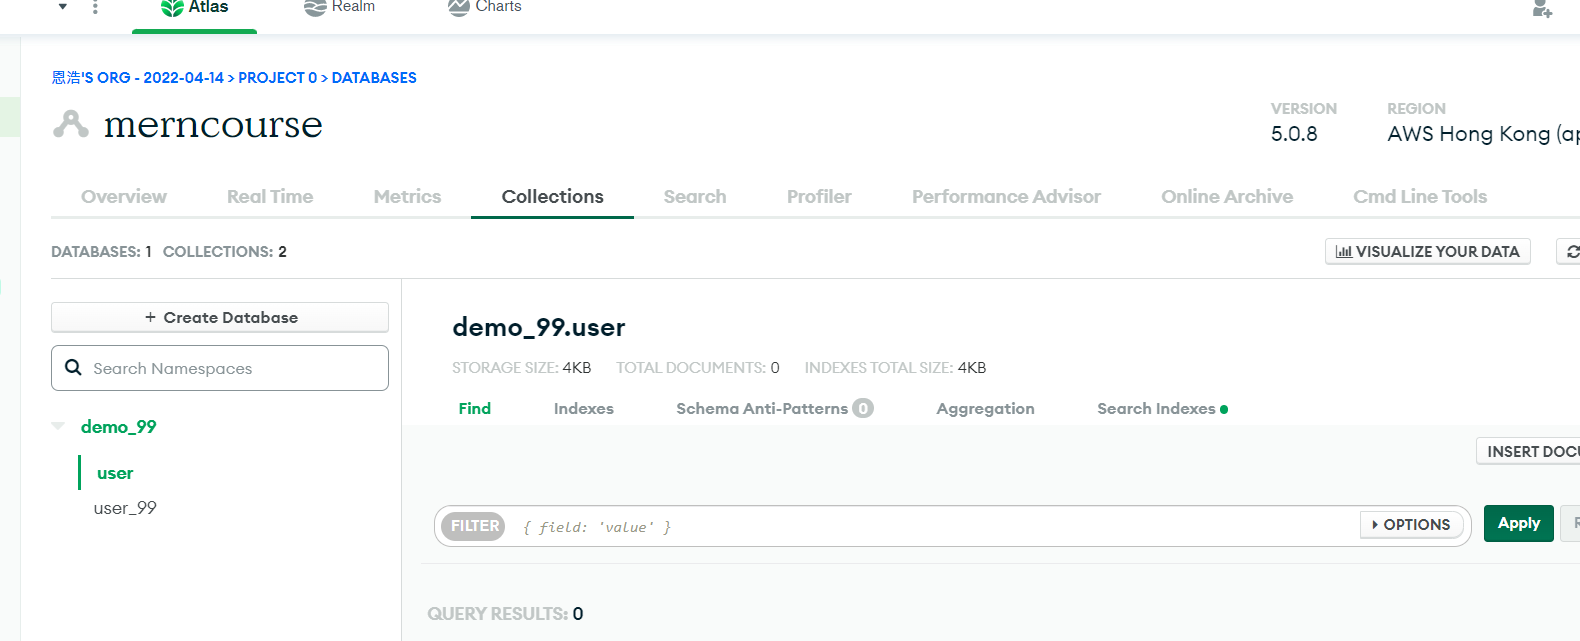 Atlas Realm Charts
恩浩'S ORG - 2022-04-14 > PROJECT 0 > DATABASES
merncourse
VERSION REGION
5.0.8 AWS Hong Kong (ap
Overview Real Time Metrics Collections Search Profiler Performance Advisor Online Archive Cmd Line Tools
DATABASES: 1 COLLECTIONS: 2
VISUALIZE YOUR DATA
+ Create Database
Search Namespaces
demo_99
user
user_99
demo_99.user
STORAGE SIZE: 4KB TOTAL DOCUMENTS: 0 INDEXES TOTAL SIZE: 4KB
Find Indexes Schema Anti-Patterns 0 Aggregation Search Indexes
INSERT DOCU
FILTER { field: 'value' } OPTIONS Apply
QUERY RESULTS: 0